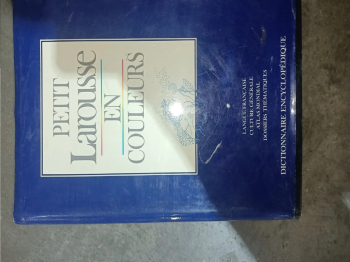 PETIT
Larousse
EN
COULEURS
LANGUE FRANÇAISE
CULTURE GÉNÉRALE
ATLAS MONDIAL
DOSSIERS THÉMATIQUES
DICTIONNAIRE ENCYCLOPÉDIQUE